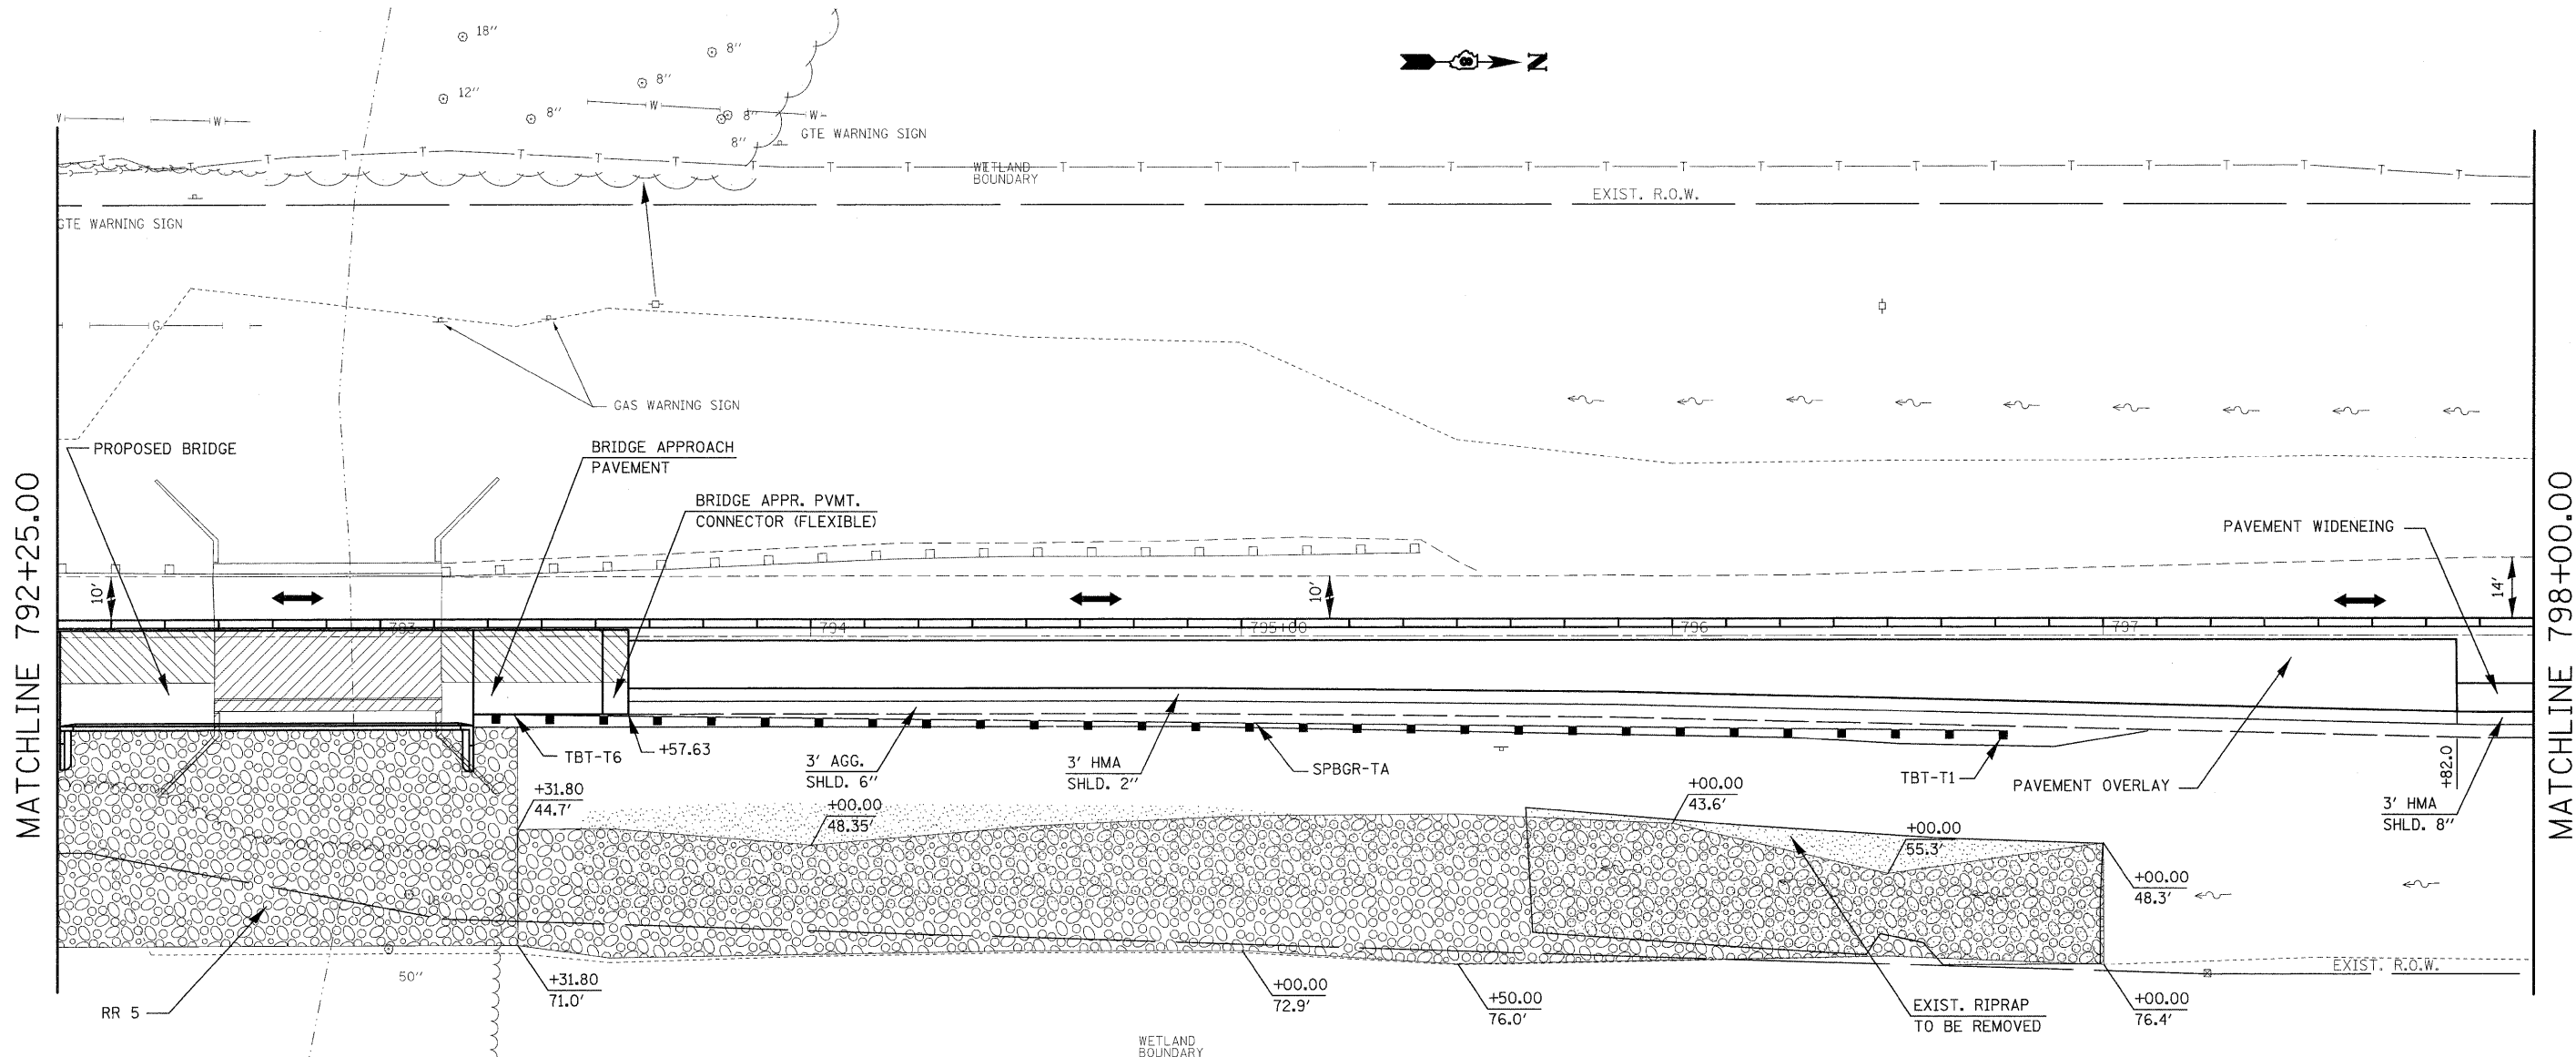 18"
8"
8"
12"
8"
W
W
W
8"
8"
GTE WARNING SIGN
N
T T T T T T T T T T T T T T T T T T T T T T T T T T T T T T
WETLAND
BOUNDARY
EXIST. R.O.W.
GTE WARNING SIGN
G
GAS WARNING SIGN
PROPOSED BRIDGE
BRIDGE APPROACH
PAVEMENT
BRIDGE APPR. PVMT.
CONNECTOR (FLEXIBLE)
PAVEMENT WIDENEING
MATCHLINE 792+25.00
MATCHLINE 798+00.00
10'
10'
14'
793
794
795+00
796
797
TBT-T6
+57.63
3' AGG.
SHLD. 6"
3' HMA
SHLD. 2"
SPBGR-TA
TBT-T1
PAVEMENT OVERLAY
+82.0
3' HMA
SHLD. 8"
+31.80
44.7'
+00.00
48.35'
+00.00
43.6'
+00.00
55.3'
+00.00
48.3'
18"
50"
RR 5
+31.80
71.0'
+00.00
72.9'
+50.00
76.0'
EXIST. RIPRAP
TO BE REMOVED
+00.00
76.4'
EXIST. R.O.W.
WETLAND
BOUNDARY